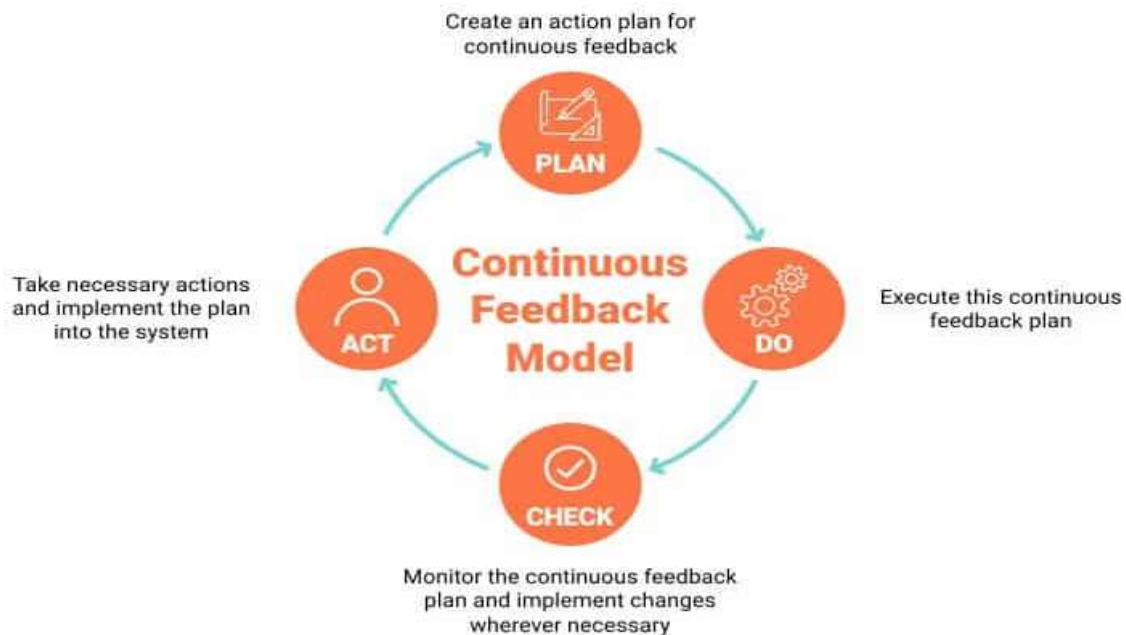 Create an action plan for
continuous feedback
PLAN
Continuous
Feedback
Model
DO
Execute this continuous
feedback plan
CHECK
Monitor the continuous feedback
plan and implement changes
wherever necessary
ACT
Take necessary actions
and implement the plan
into the system